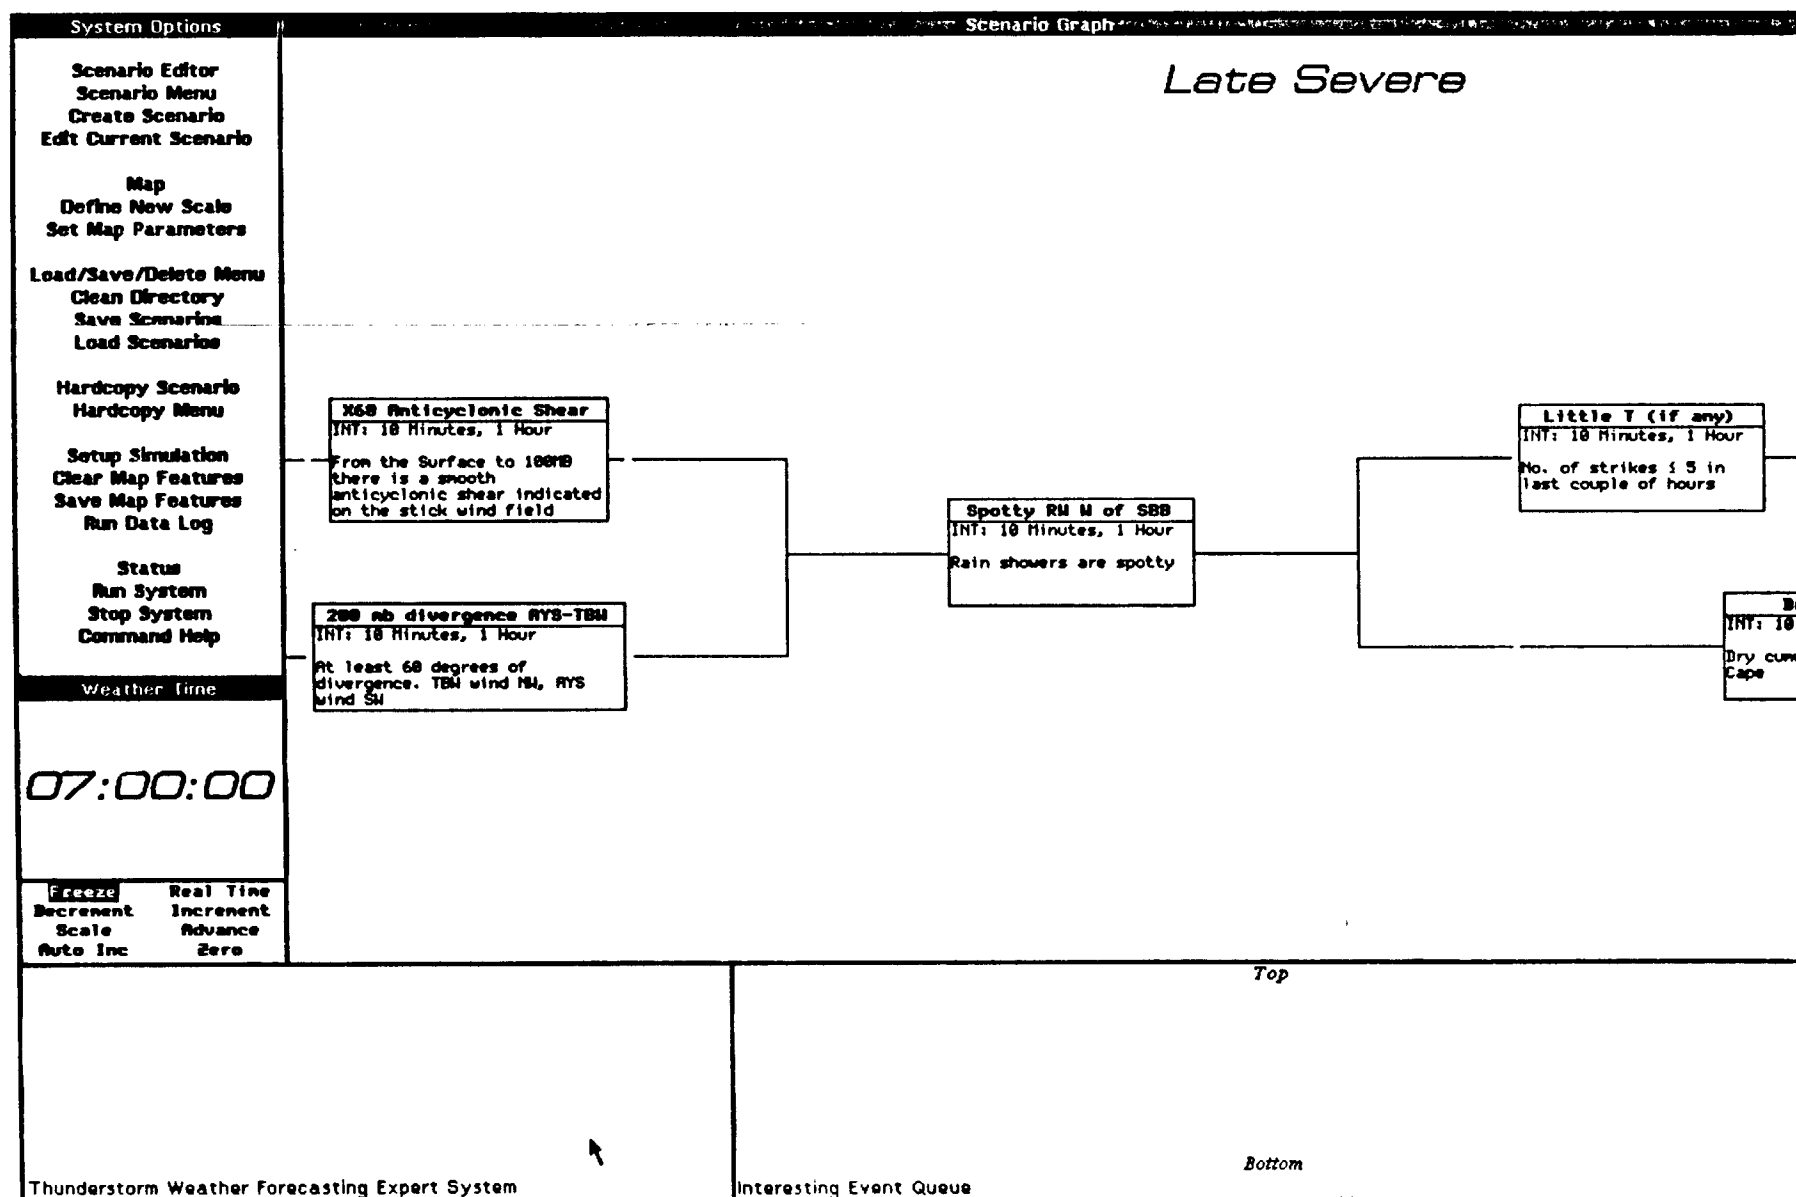 System Options
Scenario Graph
Late Severe
Scenario Editor
Scenario Menu
Create Scenario
Edit Current Scenario
Map
Define New Scale
Set Map Parameters
Load/Save/Delete Menu
Clean Directory
Save Scenarios
Load Scenarios
Hardcopy Scenario
Hardcopy Menu
Setup Simulation
Clear Map Features
Save Map Features
Run Data Log
Status
Run System
Stop System
Command Help
Weather Time
07:00:00
Freeze Real Time
Decrement Increment
Scale Advance
Auto Inc Zero
X68 Anticyclonic Shear
INT: 10 Minutes, 1 Hour
From the Surface to 100MB
there is a smooth
anticyclonic shear indicated
on the stick wind field
200 mb divergence AYS-TBW
INT: 10 Minutes, 1 Hour
At least 60 degrees of
divergence. TBW wind NW, AYS
wind SW
Spotty RW W of SBB
INT: 10 Minutes, 1 Hour
Rain showers are spotty
Little T (if any)
INT: 10 Minutes, 1 Hour
No. of strikes ≤ 5 in
last couple of hours
INT: 10
Dry
Cape
Top
Bottom
Thunderstorm Weather Forecasting Expert System
Interesting Event Queue